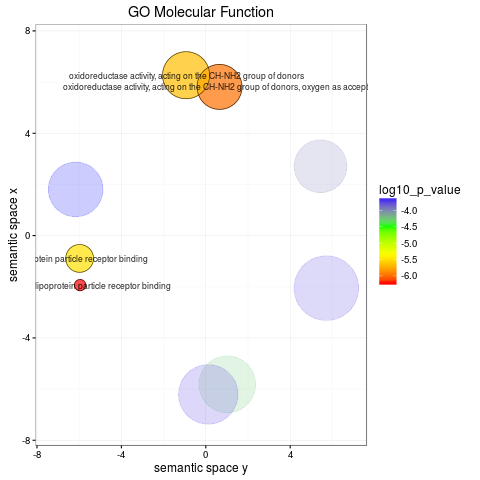 GO Molecular Function
8
4
0
-4
-8
-8
-4
0
4
semantic space x
semantic space y
oxidoreductase activity, acting on the CH-NH2 group of donors
oxidoreductase activity, acting on the CH-NH2 group of donors, oxygen as
particle receptor binding
lipoprotein particle receptor binding
log10_p_value
-4.0
-4.5
-5.0
-5.5
-6.0